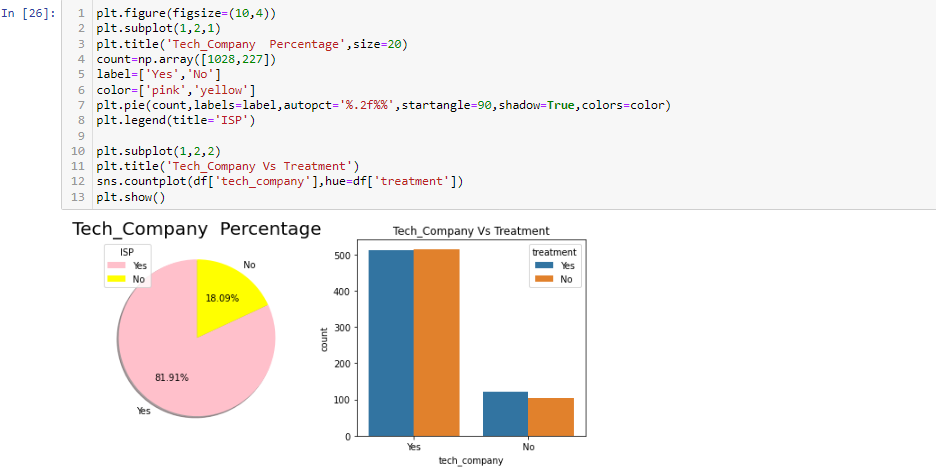 In [26]:
1 plt.figure(figsize=(10,4))
2 plt.subplot(1,2,1)
3 plt.title('Tech_Company  Percentage',size=20)
4 count=np.array([1028,227])
5 label=['Yes','No']
6 color=['pink','yellow']
7 plt.pie(count,labels=label,autopct='%.2f%%',startangle=90,shadow=True,colors=color)
8 plt.legend(title='ISP')
9
10 plt.subplot(1,2,2)
11 plt.title('Tech_Company Vs Treatment')
12 sns.countplot(df['tech_company'],hue=df['treatment'])
13 plt.show()
Tech_Company  Percentage
ISP
Yes
No
No
18.09%
81.91%
Yes
Tech_Company Vs Treatment
treatment
Yes
No
500
400
300
200
100
0
count
Yes No
tech_company